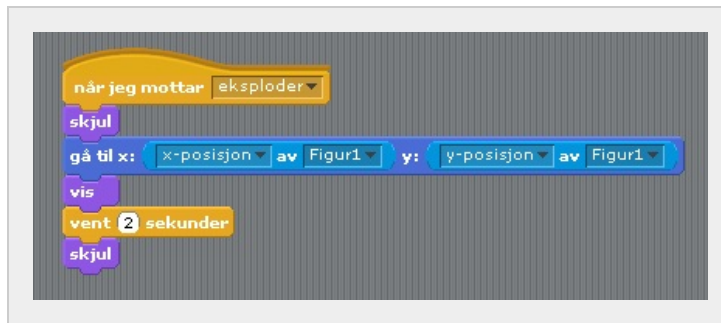 når jeg mottar eksploder
skjul
gå til x: x-posisjon av Figur1 y: y-posisjon av Figur1
vis
vent 2 sekunder
skjul